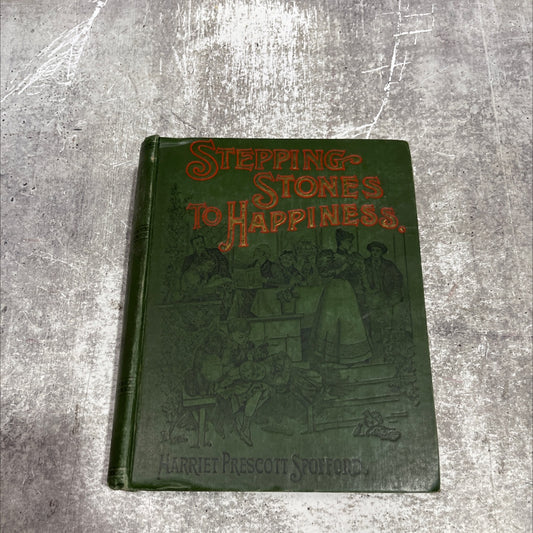 STEPPING
STONES
TO HAPPINESS.
HARRIET PRESCOTT SPOFFORD.